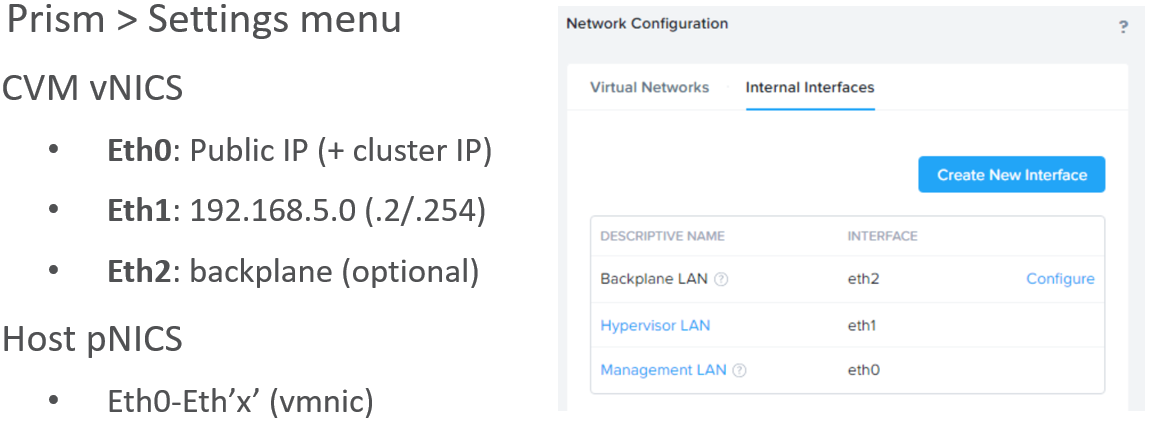 Prism > Settings menu
CVM vNICS
• Eth0: Public IP (+ cluster IP)
• Eth1: 192.168.5.0 (.2/.254)
• Eth2: backplane (optional)
Host pNICS
• Eth0-Eth’x’ (vmnic)
Network Configuration ?
Virtual Networks Internal Interfaces
Create New Interface
DESCRIPTIVE NAME INTERFACE
Backplane LAN ? eth2 Configure
Hypervisor LAN eth1
Management LAN ? eth0